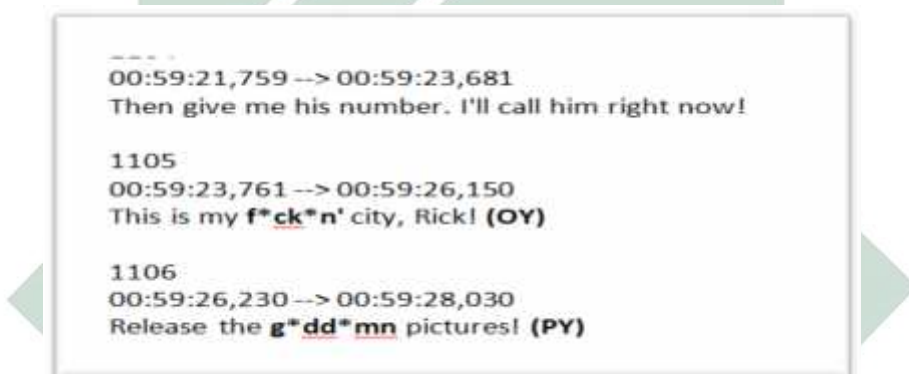 00:59:21,759 --> 00:59:23,681
Then give me his number. I'll call him right now!
1105
00:59:23,761 --> 00:59:26,150
This is my f*ck*n' city, Rick! (OY)
1106
00:59:26,230 --> 00:59:28,030
Release the g*dd*mn pictures! (PY)